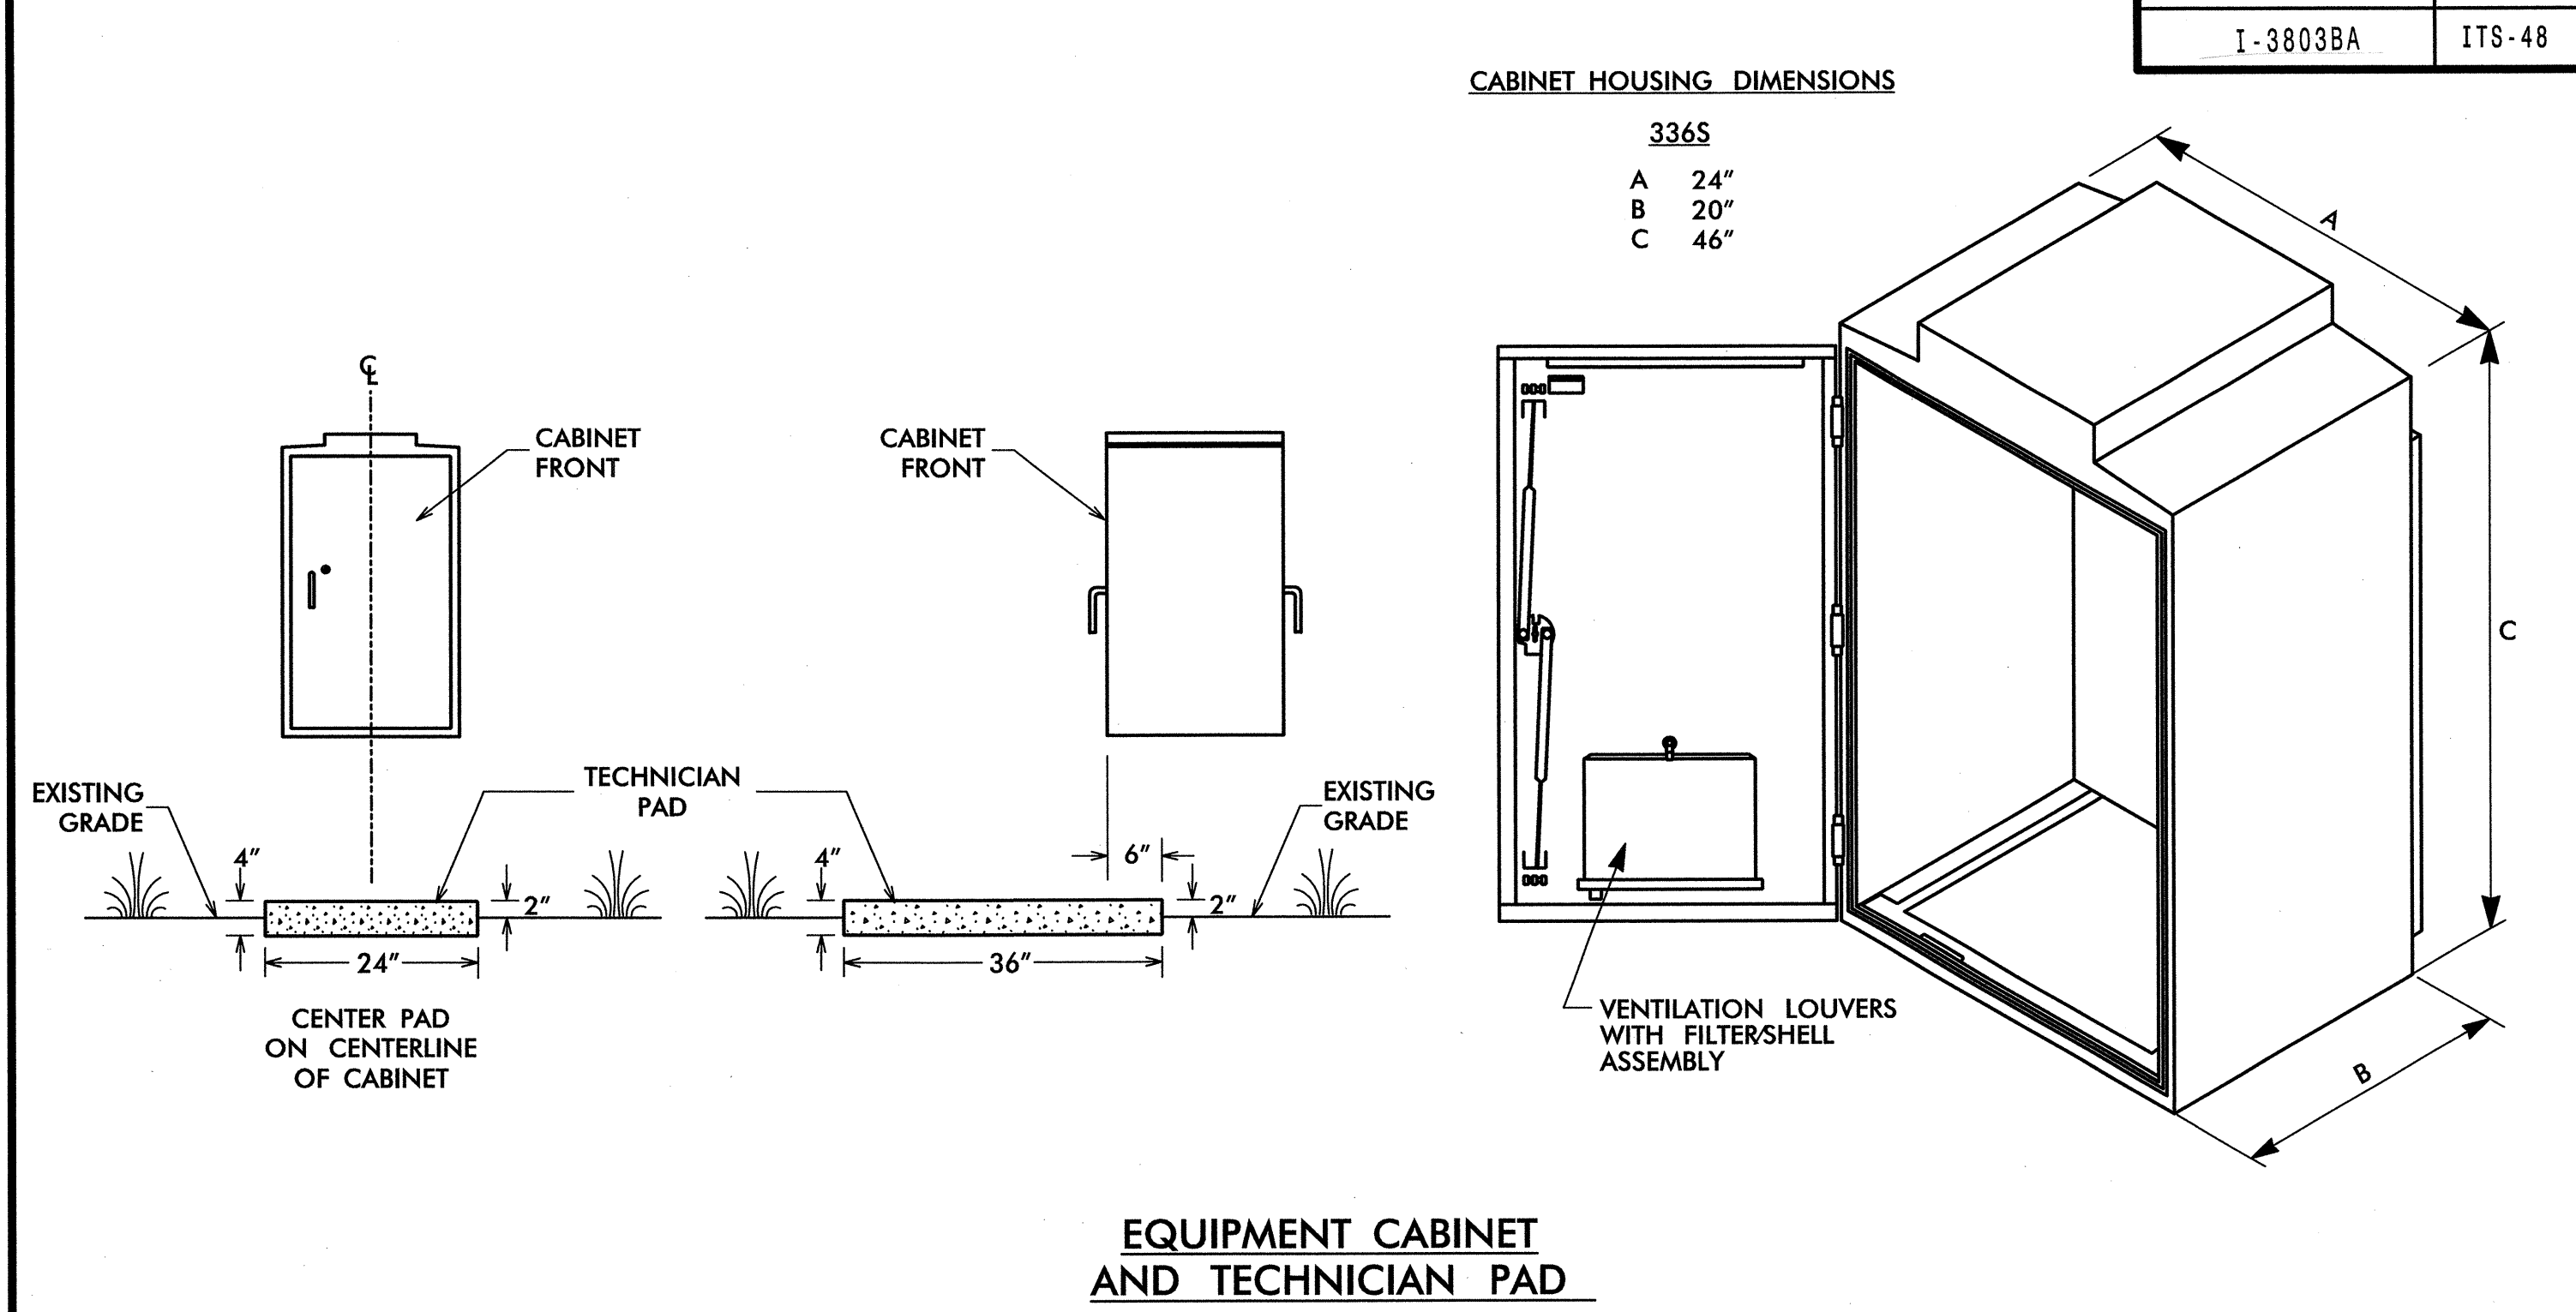 I-3803BA ITS-48
CABINET HOUSING DIMENSIONS
336S
A 24"
B 20"
C 46"
A
C
B
℄
CABINET
FRONT
CABINET
FRONT
EXISTING
GRADE
TECHNICIAN
PAD
EXISTING
GRADE
4"
2"
24"
4"
6"
2"
36"
CENTER PAD
ON CENTERLINE
OF CABINET
VENTILATION LOUVERS
WITH FILTER/SHELL
ASSEMBLY
EQUIPMENT CABINET
AND TECHNICIAN PAD